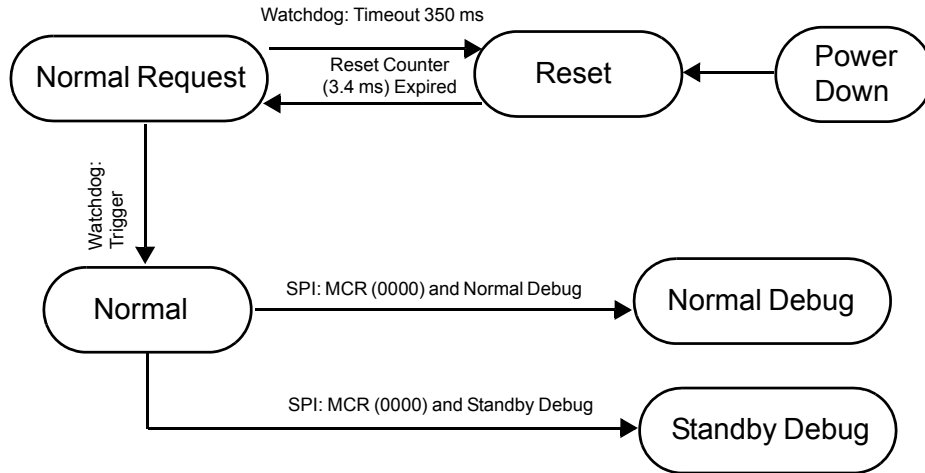 Watchdog: Timeout 350 ms
Normal Request
Reset Counter
(3.4 ms) Expired
Reset
Power
Down
Watchdog:
Trigger
Normal
SPI: MCR (0000) and Normal Debug
Normal Debug
SPI: MCR (0000) and Standby Debug
Standby Debug